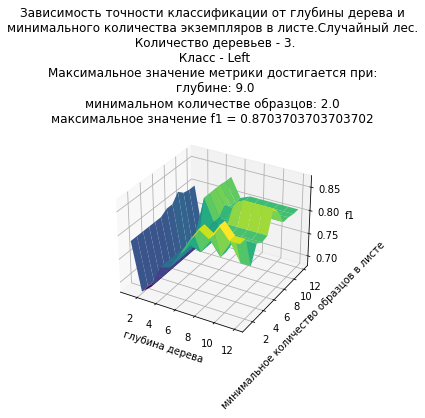 Зависимость точности классификации от глубины дерева и
минимального количества экземпляров в листе.Случайный лес.
Количество деревьев - 3.
Класс - Left
Максимальное значение метрики достигается при:
глубине: 9.0
минимальном количестве образцов: 2.0
максимальное значение f1 = 0.8703703703703702
0.85
0.80
f1
0.75
0.70
12
10
8
6
4
2
2 4 6 8 10 12
глубина дерева
минимальное количество образцов в листе